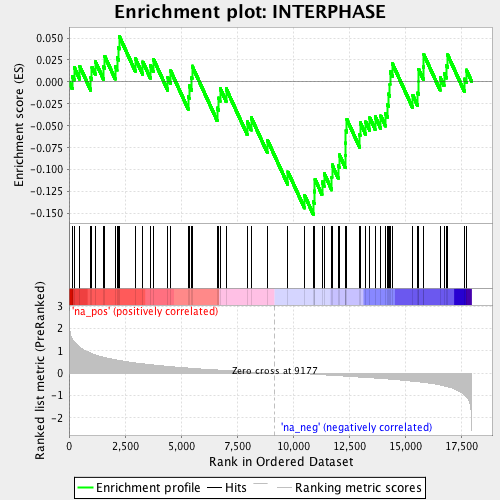 Enrichment plot: INTERPHASE
Enrichment score (ES)
0.050
0.025
0.000
-0.025
-0.050
-0.075
-0.100
-0.125
-0.150
'na_pos' (positively correlated)
Ranked list metric (PreRanked)
3
2
1
0
-1
-2
Zero cross at 9177
'na_neg' (negatively correlated)
0
2,500
5,000
7,500
10,000
12,500
15,000
17,500
Rank in Ordered Dataset
Enrichment profile
Hits
Ranking metric scores